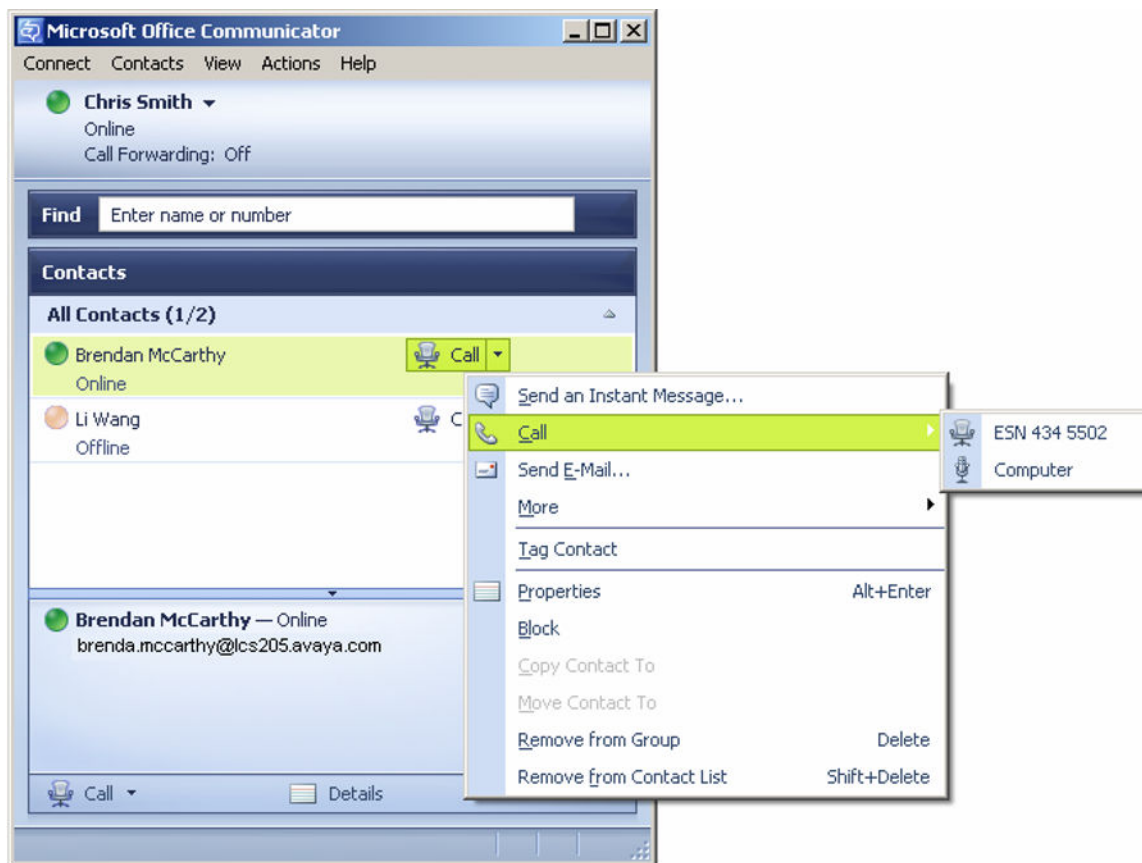 Microsoft Office Communicator
Connect Contacts View Actions Help
Chris Smith
Online
Call Forwarding: Off
Find Enter name or number
Contacts
All Contacts (1/2)
Brendan McCarthy Call
Online
Li Wang C
Offline
Send an Instant Message...
Call
ESN 434 5502
Computer
Send E-Mail...
More
Tag Contact
Properties Alt+Enter
Block
Copy Contact To
Move Contact To
Remove from Group Delete
Remove from Contact List Shift+Delete
Brendan McCarthy — Online
brenda.mccarthy@lcs205.avaya.com
Call Details